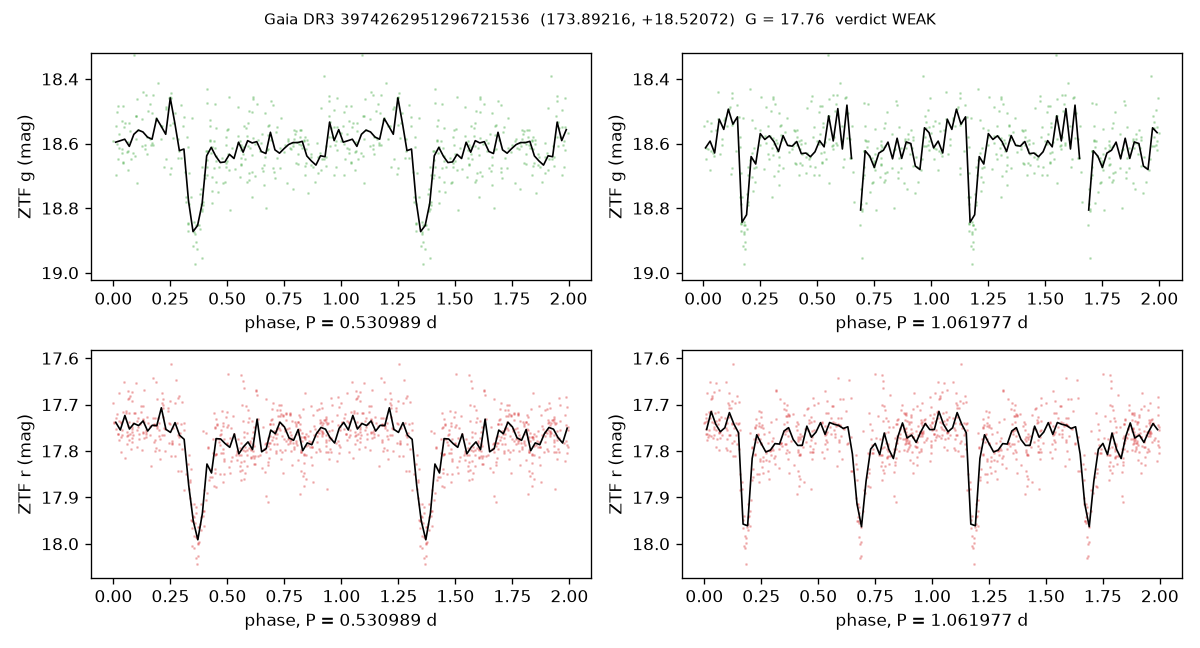 Gaia DR3 3974262951296721536 (173.89216, +18.52072) G = 17.76 verdict WEAK
ZTF g (mag)
18.4
18.6
18.8
19.0
0.00 0.25 0.50 0.75 1.00 1.25 1.50 1.75 2.00
phase, P = 0.530989 d
ZTF g (mag)
18.4
18.6
18.8
19.0
0.00 0.25 0.50 0.75 1.00 1.25 1.50 1.75 2.00
phase, P = 1.061977 d
ZTF r (mag)
17.6
17.7
17.8
17.9
18.0
0.00 0.25 0.50 0.75 1.00 1.25 1.50 1.75 2.00
phase, P = 0.530989 d
ZTF r (mag)
17.6
17.7
17.8
17.9
18.0
0.00 0.25 0.50 0.75 1.00 1.25 1.50 1.75 2.00
phase, P = 1.061977 d